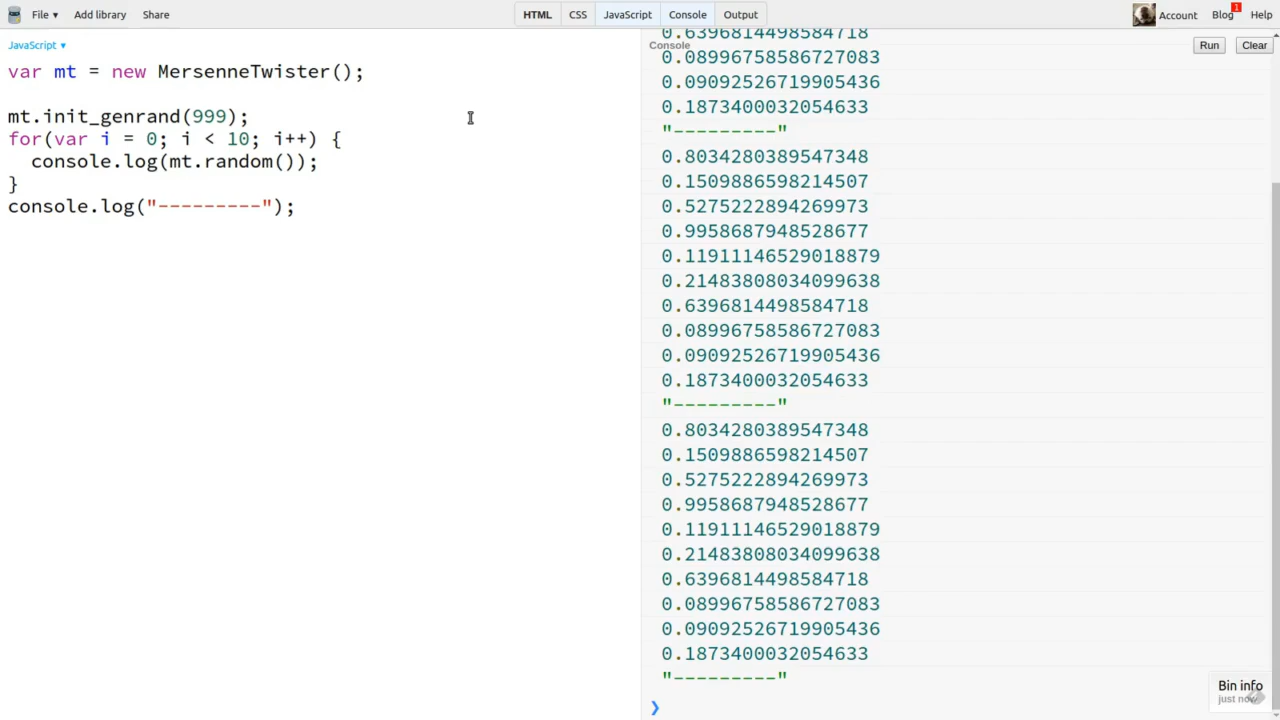 File ▾
Add library
Share
HTML
CSS
JavaScript
Console
Output
Account
Blog
1
Help
JavaScript ▾
var mt = new MersenneTwister();
mt.init_genrand(999);
for(var i = 0; i < 10; i++) {
console.log(mt.random());
}
console.log("---------");
Console
Run
Clear
0.6396814498584718
0.08996758586727083
0.09092526719905436
0.1873400032054633
"---------"
0.8034280389547348
0.1509886598214507
0.5275222894269973
0.9958687948528677
0.11911146529018879
0.21483808034099638
0.6396814498584718
0.08996758586727083
0.09092526719905436
0.1873400032054633
"---------"
0.8034280389547348
0.1509886598214507
0.5275222894269973
0.9958687948528677
0.11911146529018879
0.21483808034099638
0.6396814498584718
0.08996758586727083
0.09092526719905436
0.1873400032054633
"---------"
❯
Bin info
just now